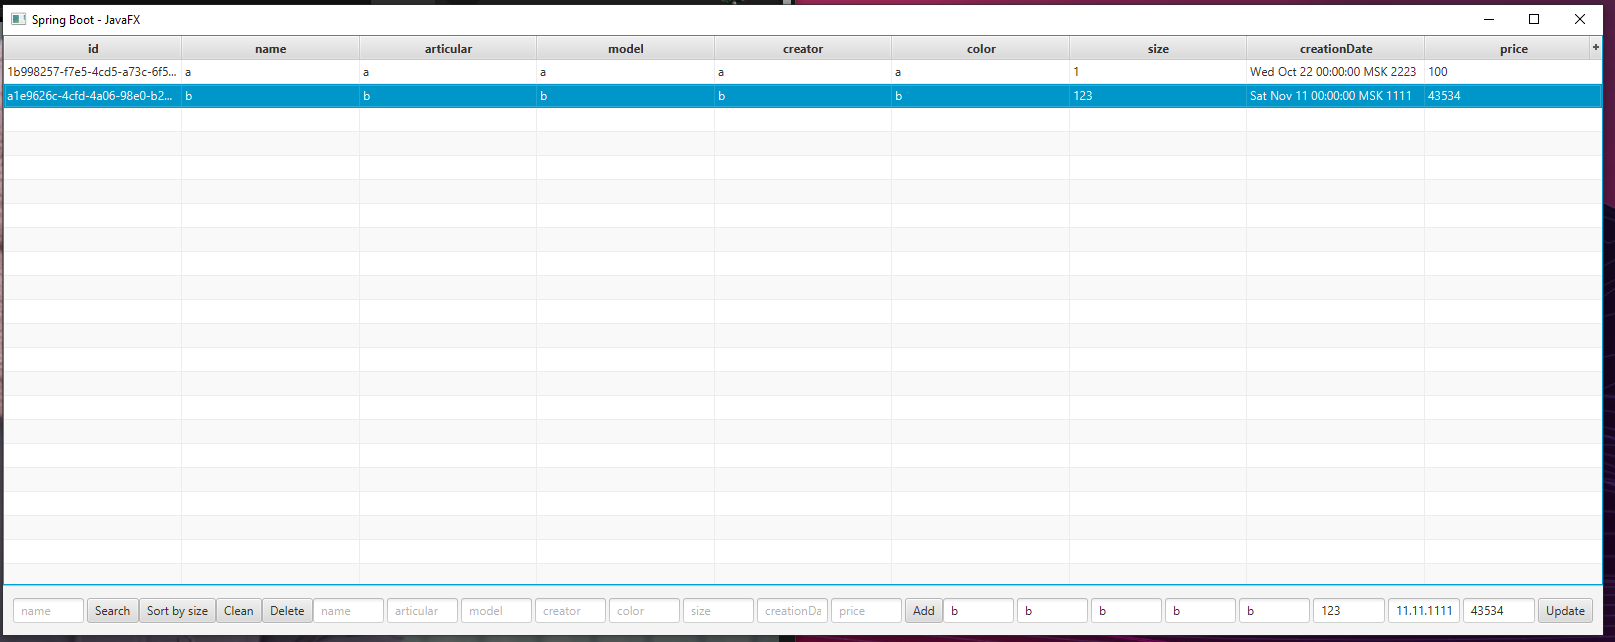 Spring Boot - JavaFX
id name articular model creator color size creationDate price +
1b998257-f7e5-4cd5-a73c-6f5... a a a a a 1 Wed Oct 22 00:00:00 MSK 2223 100
a1e9626c-4cfd-4a06-98e0-b2... b b b b b 123 Sat Nov 11 00:00:00 MSK 1111 43534
name Search Sort by size Clean Delete name articular model creator color size creationDa price Add b b b b b 123 11.11.1111 43534 Update